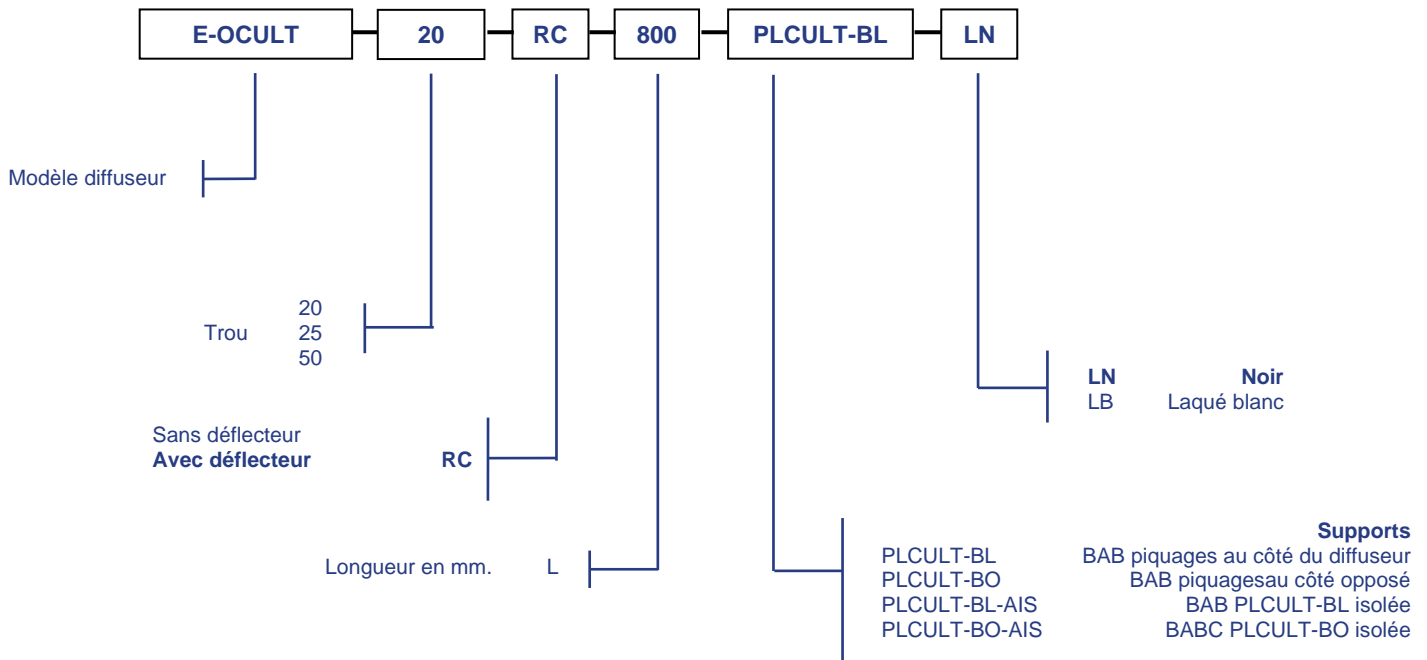 E-OCULT 20 RC 800 PLCULT-BL LN
Modèle diffuseur
20
Trou 25
50
LN Noir
LB Laqué blanc
Sans déflecteur
Avec déflecteur RC
Longueur en mm. L
Supports
PLCULT-BL BAB piquages au côté du diffuseur
PLCULT-BO BAB piquagesau côté opposé
PLCULT-BL-AIS BAB PLCULT-BL isolée
PLCULT-BO-AIS BABC PLCULT-BO isolée